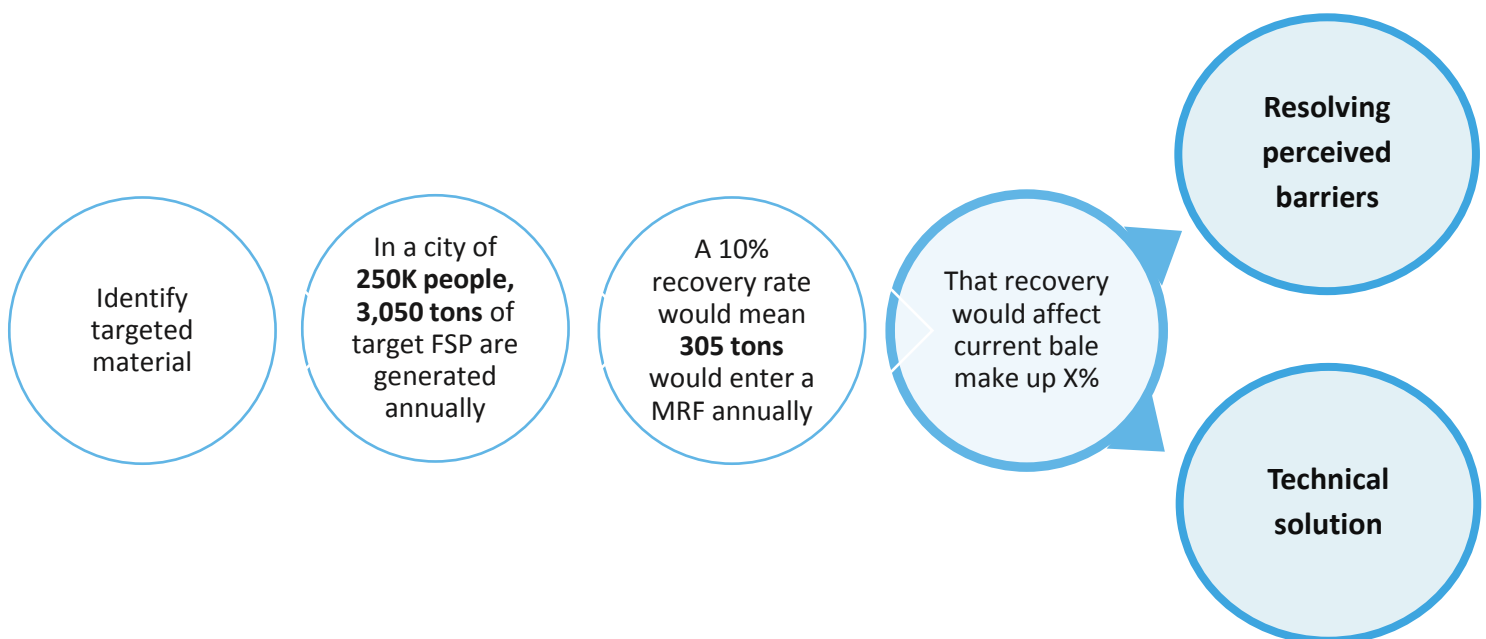 Identify
targeted
material
In a city of
250K people,
3,050 tons of
target FSP are
generated
annually
A 10%
recovery rate
would mean
305 tons
would enter a
MRF annually
That recovery
would affect
current bale
make up X%
Resolving
perceived
barriers
Technical
solution